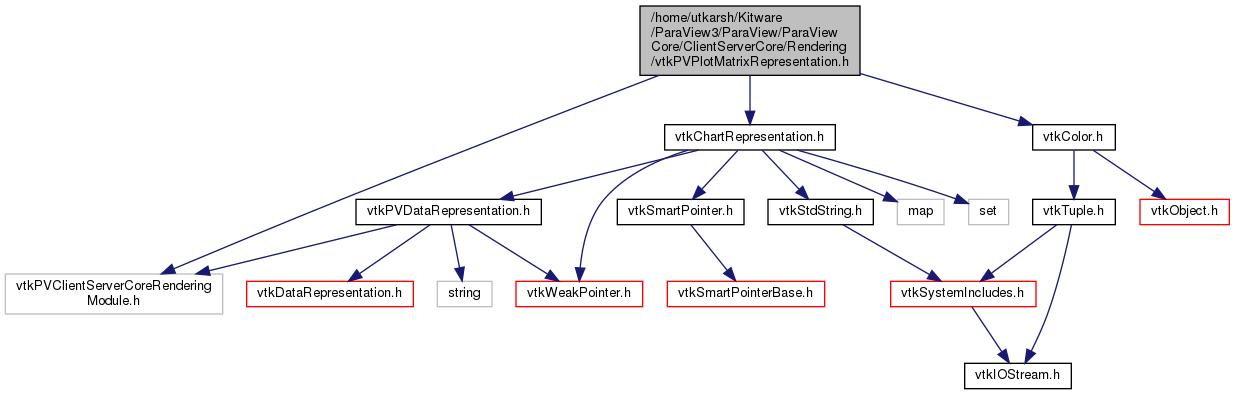 /home/utkarsh/Kitware
/ParaView3/ParaView/ParaView
Core/ClientServerCore/Rendering
/vtkPVPlotMatrixRepresentation.h
vtkChartRepresentation.h
vtkColor.h
vtkPVDataRepresentation.h
vtkSmartPointer.h
vtkStdString.h
map
set
vtkTuple.h
vtkObject.h
vtkPVClientServerCoreRendering
Module.h
vtkDataRepresentation.h
string
vtkWeakPointer.h
vtkSmartPointerBase.h
vtkSystemIncludes.h
vtkIOStream.h